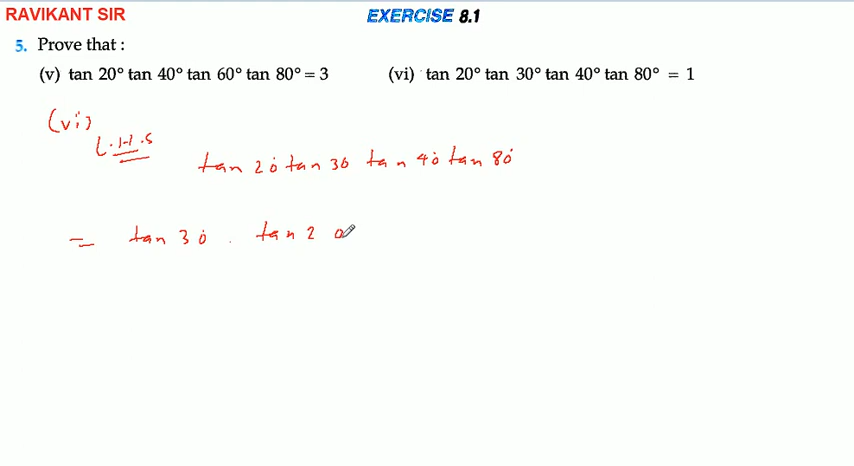 RAVIKANT SIR
EXERCISE 8.1
5. Prove that :
(v) tan 20° tan 40° tan 60° tan 80° = 3 (vi) tan 20° tan 30° tan 40° tan 80° = 1
(vi)
L.H.S
tan 20° tan 30 tan 40° tan 80°
= tan 30° . tan 20